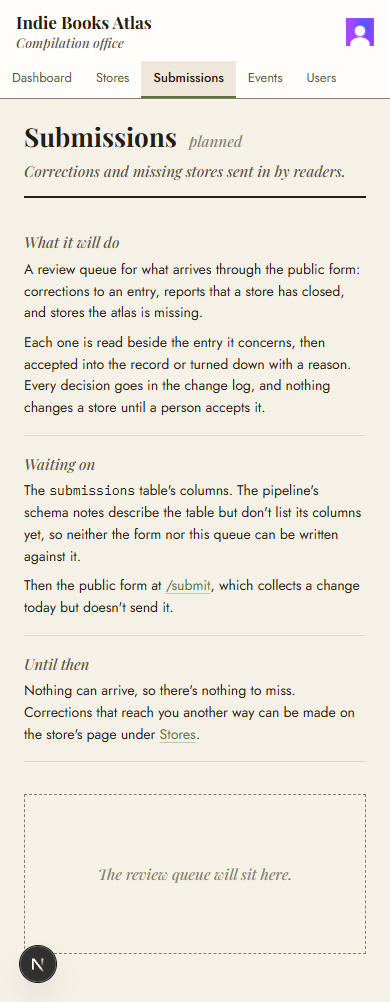 Indie Books Atlas
Compilation office
Dashboard Stores Submissions Events Users
Submissions planned
Corrections and missing stores sent in by readers.
What it will do
A review queue for what arrives through the public form:
corrections to an entry, reports that a store has closed,
and stores the atlas is missing.
Each one is read beside the entry it concerns, then
accepted into the record or turned down with a reason.
Every decision goes in the change log, and nothing
changes a store until a person accepts it.
Waiting on
The submissions table's columns. The pipeline's
schema notes describe the table but don't list its columns
yet, so neither the form nor this queue can be written
against it.
Then the public form at /submit, which collects a change
today but doesn't send it.
Until then
Nothing can arrive, so there's nothing to miss.
Corrections that reach you another way can be made on
the store's page under Stores.
The review queue will sit here.
N